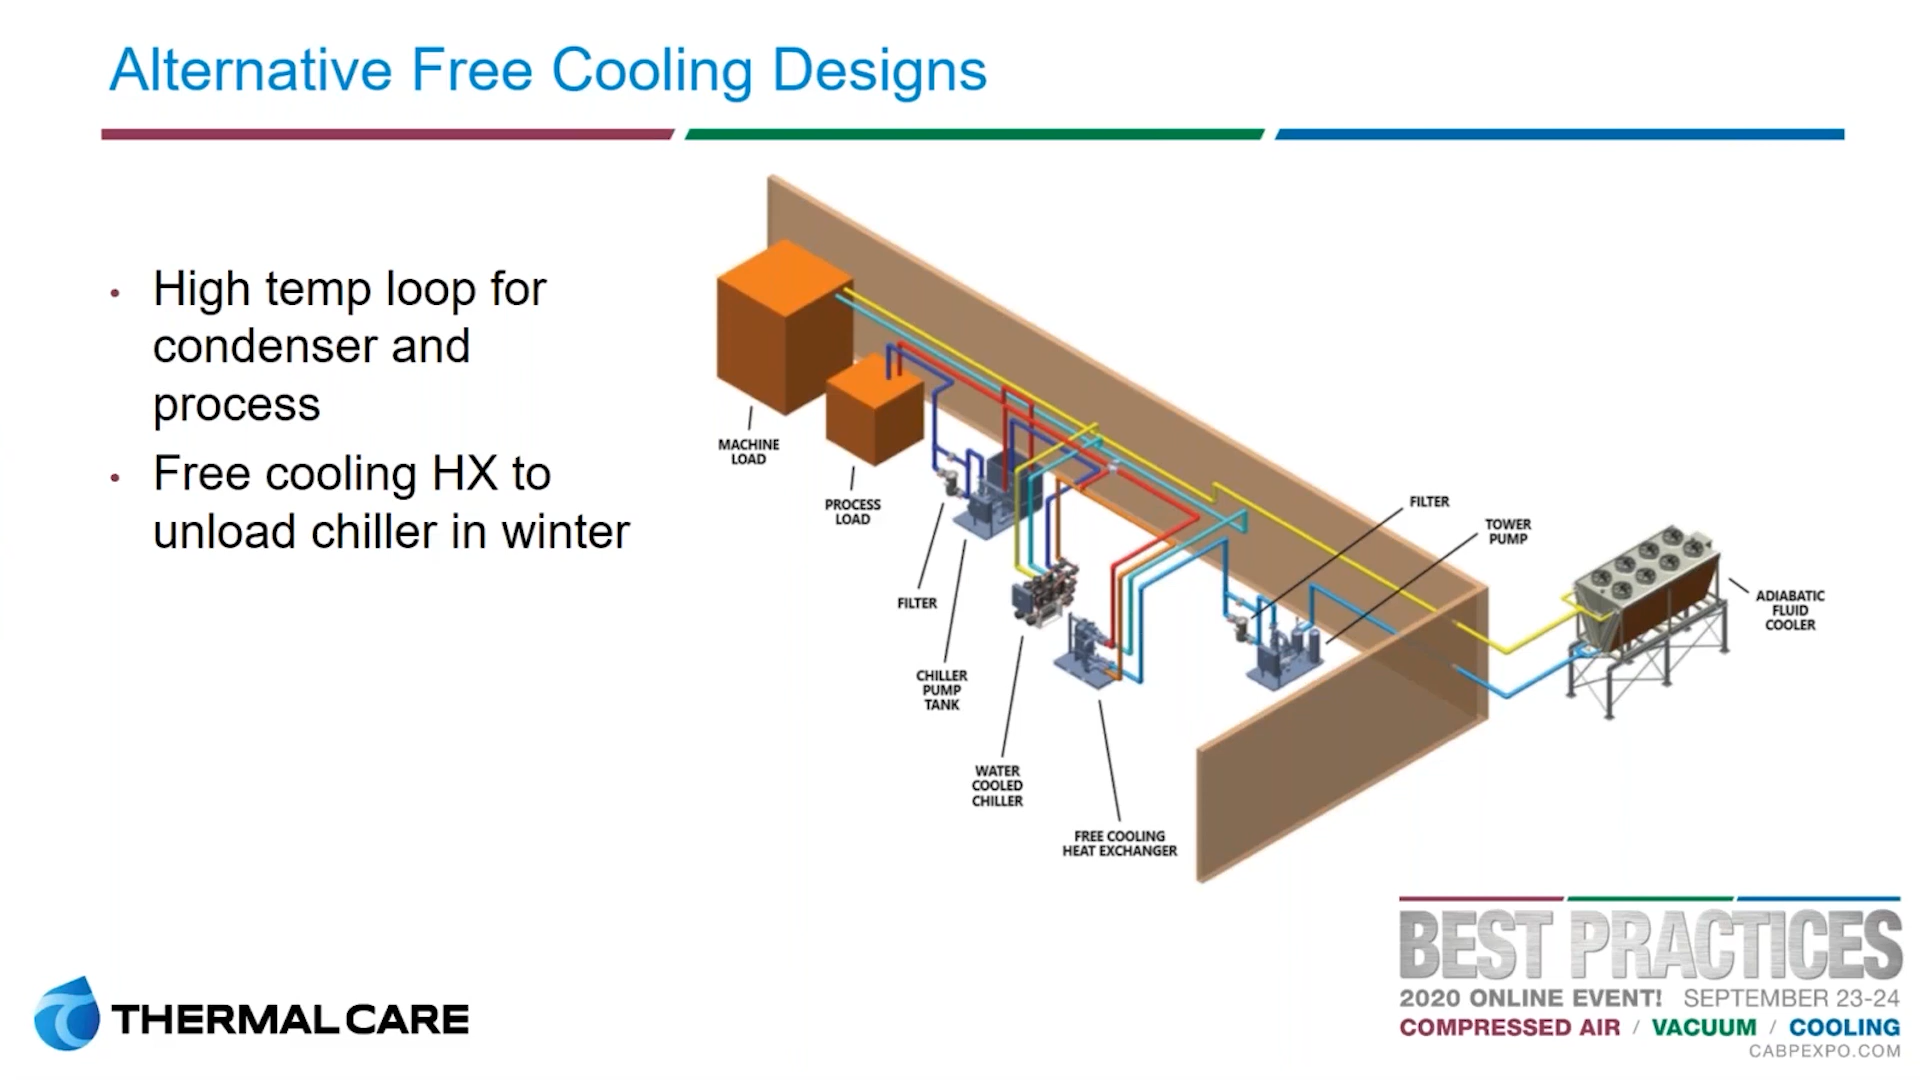 Alternative Free Cooling Designs
• High temp loop for
condenser and
process
• Free cooling HX to
unload chiller in winter
MACHINE
LOAD
PROCESS
LOAD
FILTER
CHILLER
PUMP
TANK
WATER
COOLED
CHILLER
FREE COOLING
HEAT EXCHANGER
FILTER
TOWER
PUMP
ADIABATIC
FLUID
COOLER
THERMAL CARE
BEST PRACTICES
2020 ONLINE EVENT! SEPTEMBER 23-24
COMPRESSED AIR / VACUUM / COOLING
CABPEXPO.COM